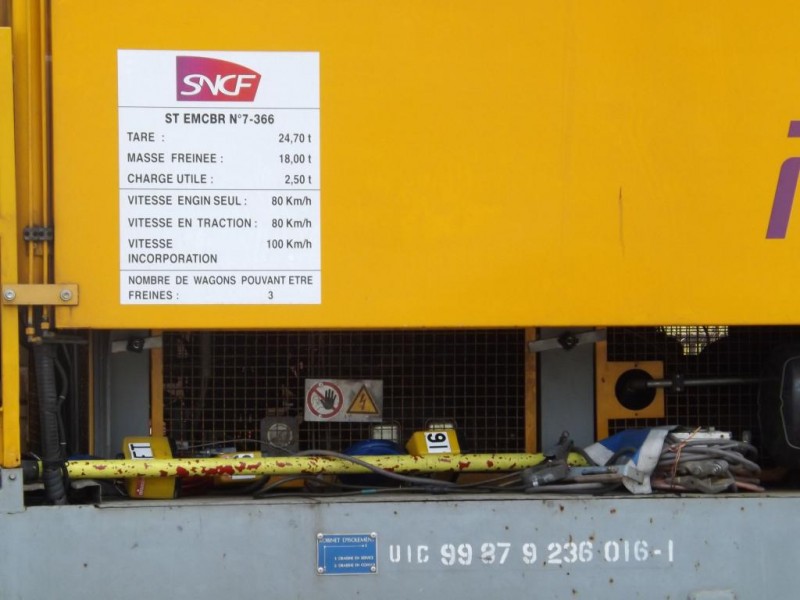 SNCF
ST EMCBR N°7-366
TARE : 24,70 t
MASSE FREINEE : 18,00 t
CHARGE UTILE : 2,50 t
VITESSE ENGIN SEUL : 80 Km/h
VITESSE EN TRACTION : 80 Km/h
VITESSE 100 Km/h
INCORPORATION
NOMBRE DE WAGONS POUVANT ETRE
FREINES : 3
16
ROBINET D'ISOLEMENT
UIC 99 87 9 236 016-1